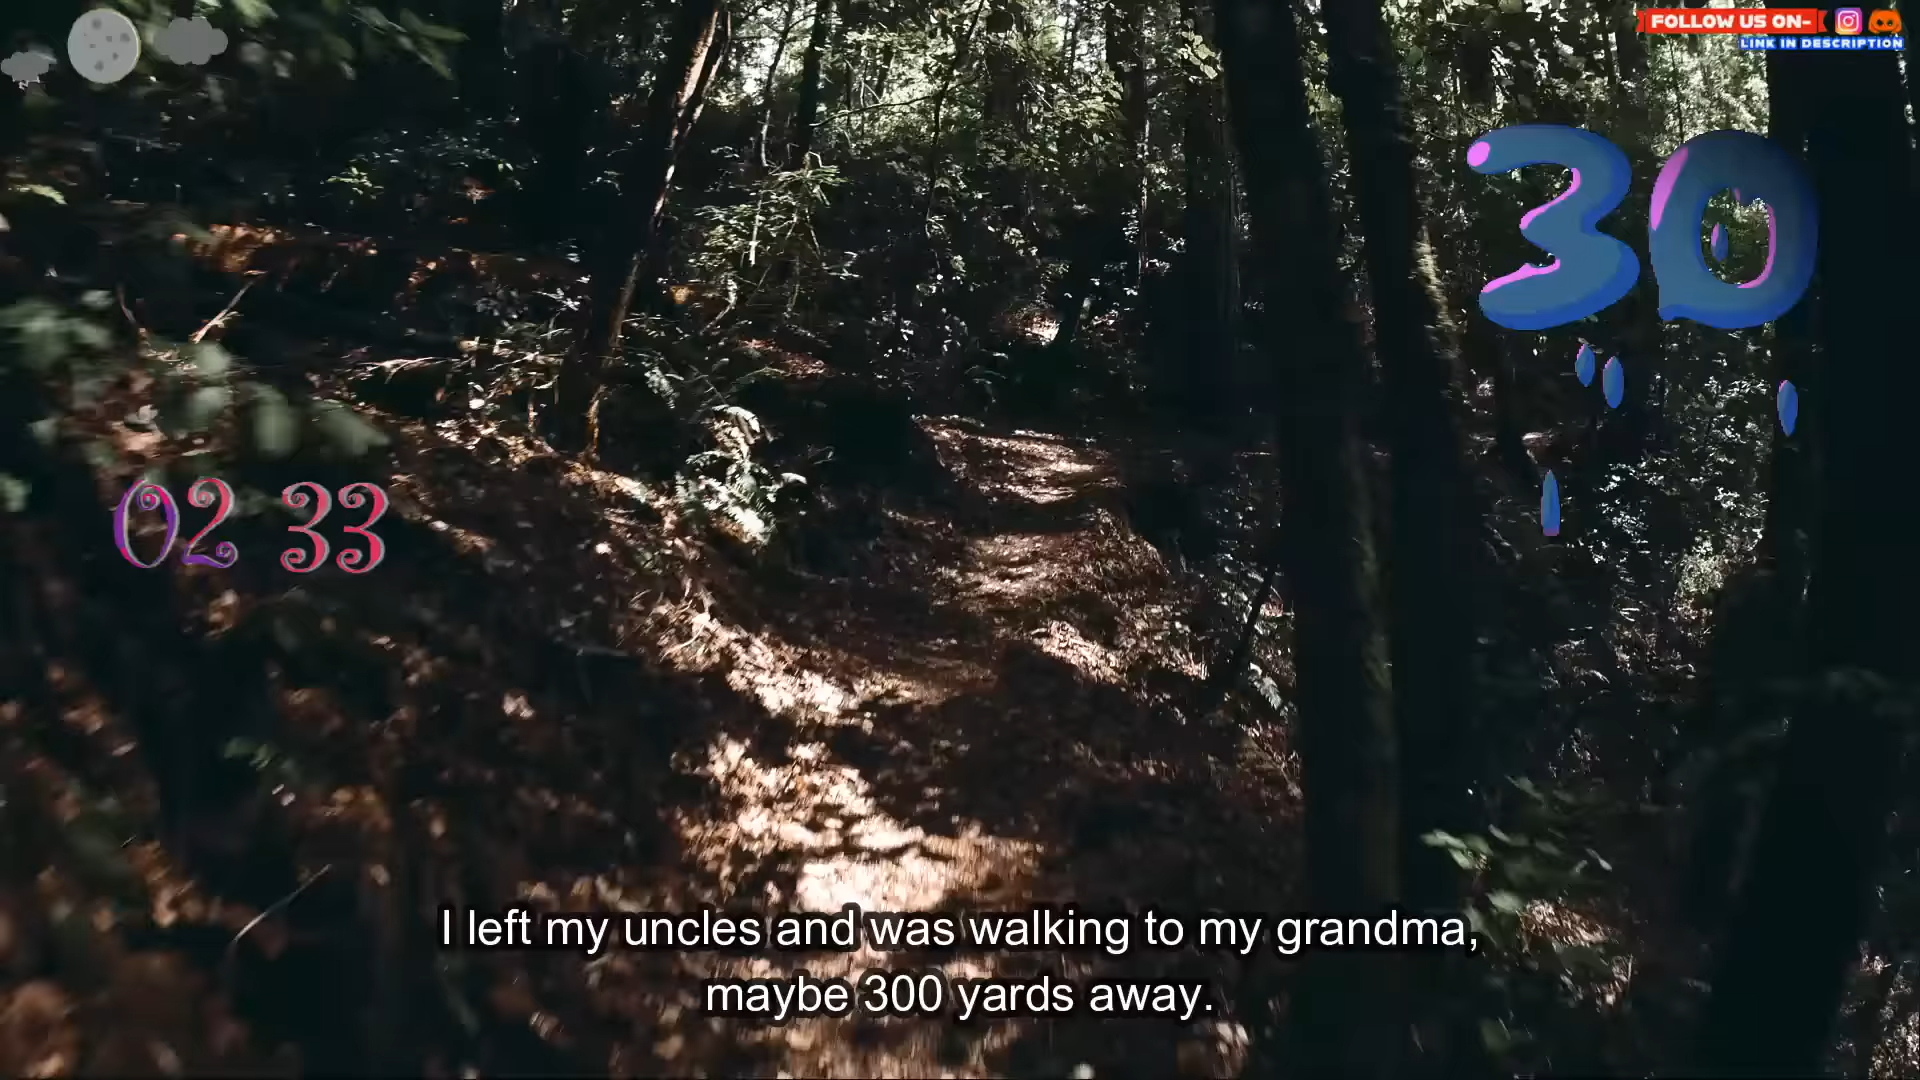 FOLLOW US ON-
LINK IN DESCRIPTION
30
02 33
I left my uncles and was walking to my grandma,
maybe 300 yards away.